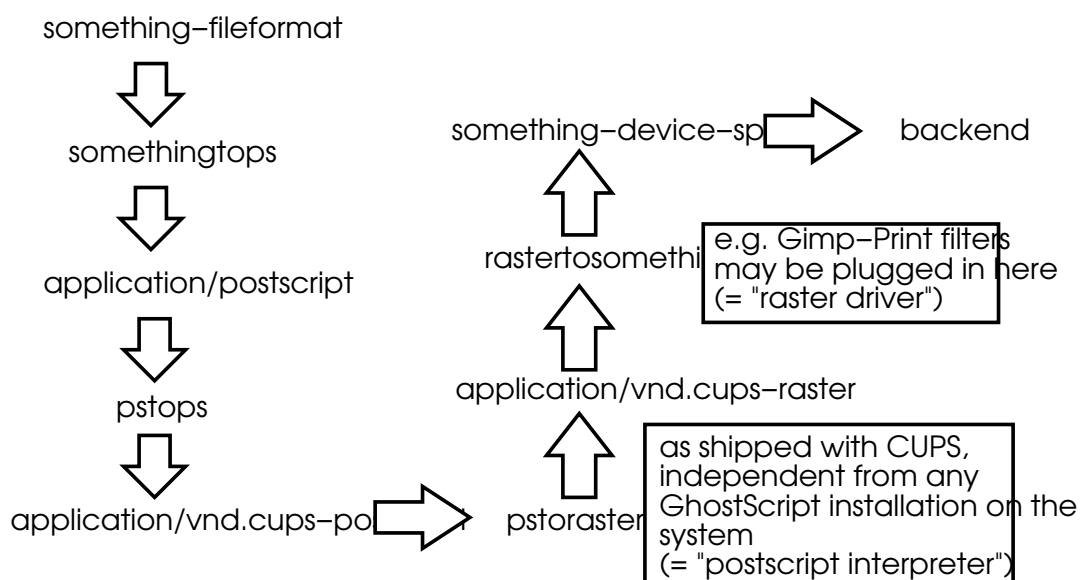 something–fileformat
somethingtops
application/postscript
pstops
application/vnd.cups–po
pstoraster
as shipped with CUPS,
independent from any
GhostScript installation on the
system
(= "postscript interpreter")
application/vnd.cups–raster
rastertosomethi
e.g. Gimp–Print filters
may be plugged in here
(= "raster driver")
something–device–sp
backend